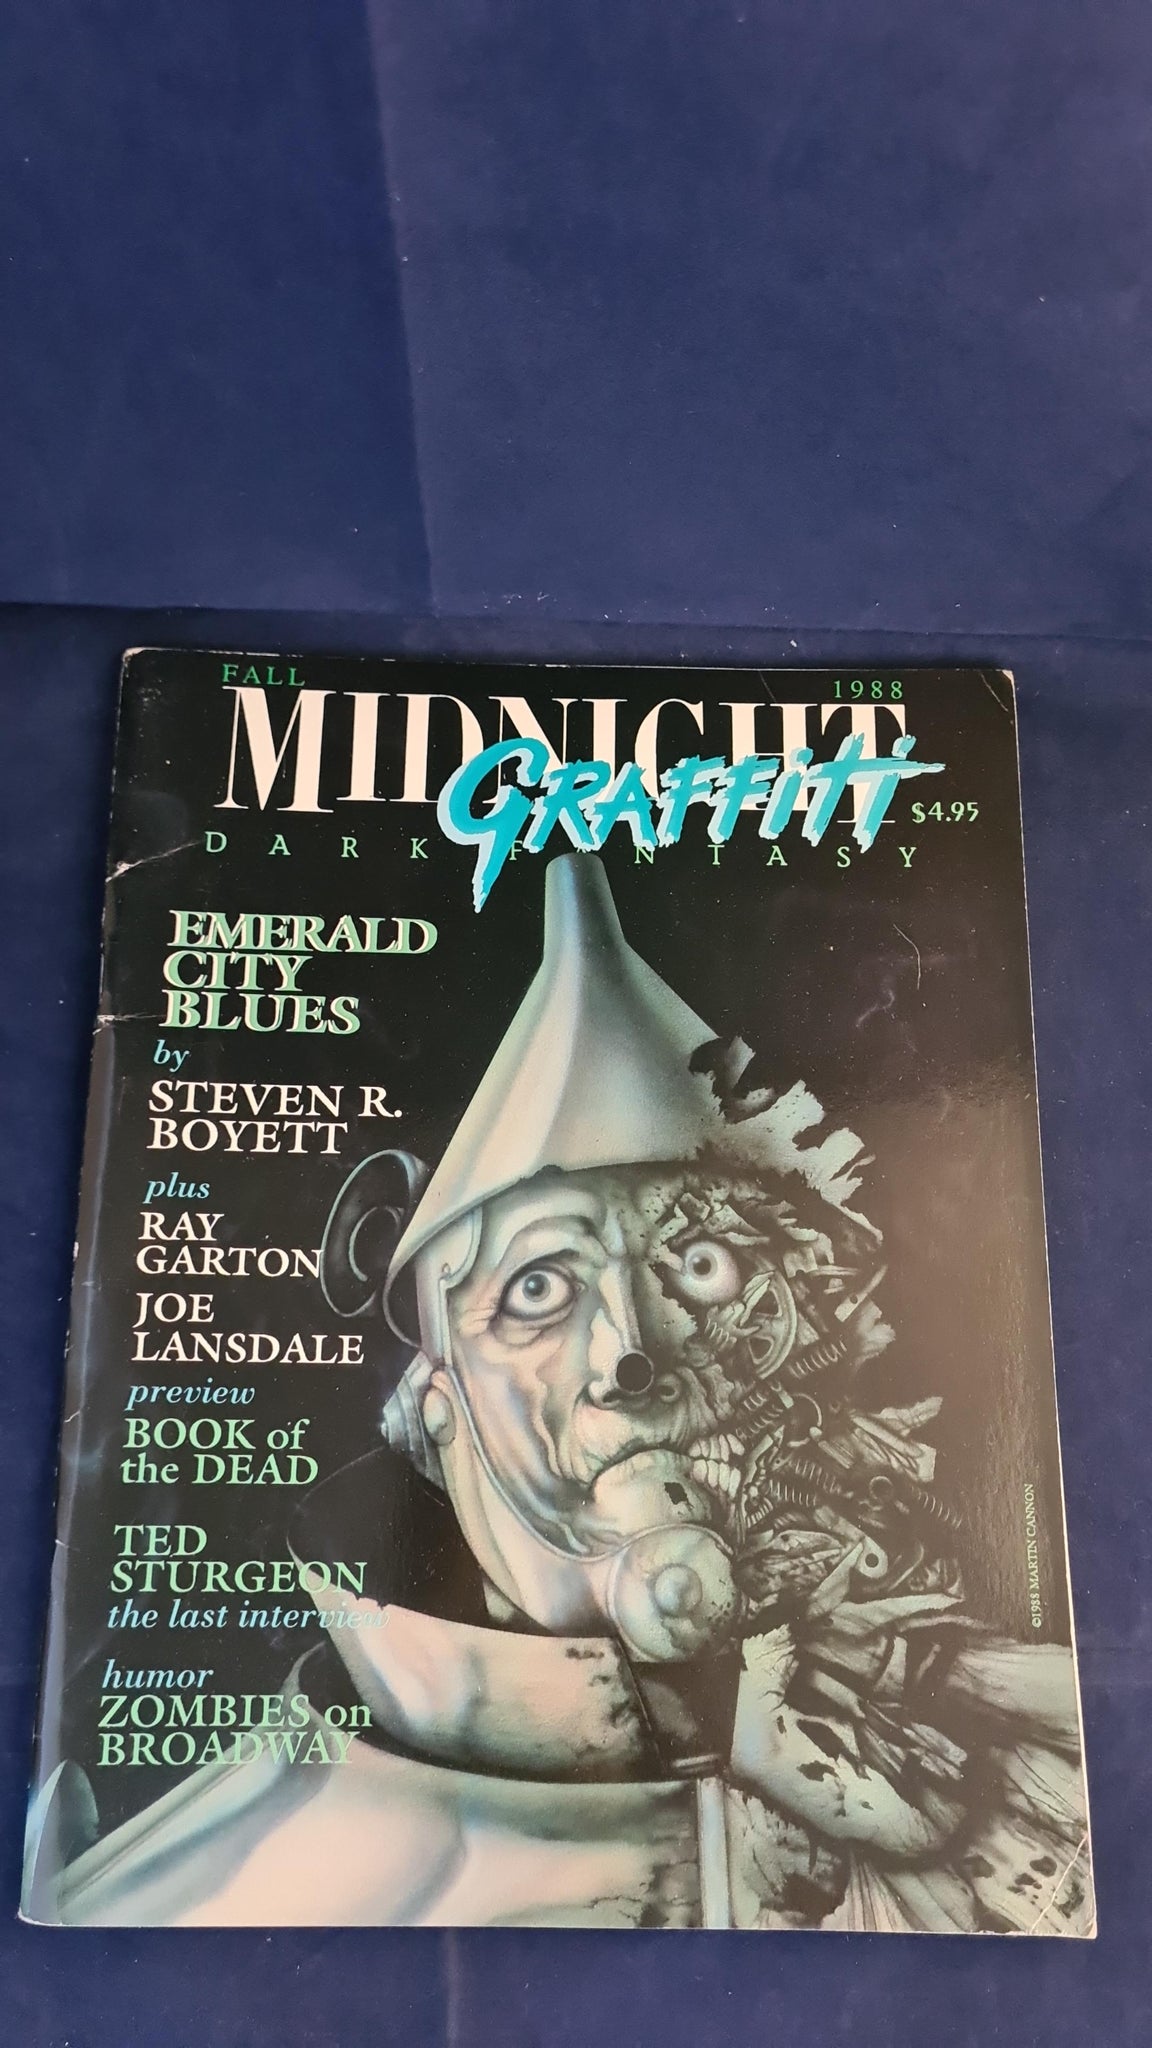 FALL 1988
MIDNIGHT
GRAFFITI
$4.95
DARK FANTASY
EMERALD
CITY
BLUES
by
STEVEN R.
BOYETT
plus
RAY
GARTON
JOE
LANSDALE
preview
BOOK of
the DEAD
TED
STURGEON
the last interview
humor
ZOMBIES on
BROADWAY
©1988 MARTIN CANNON